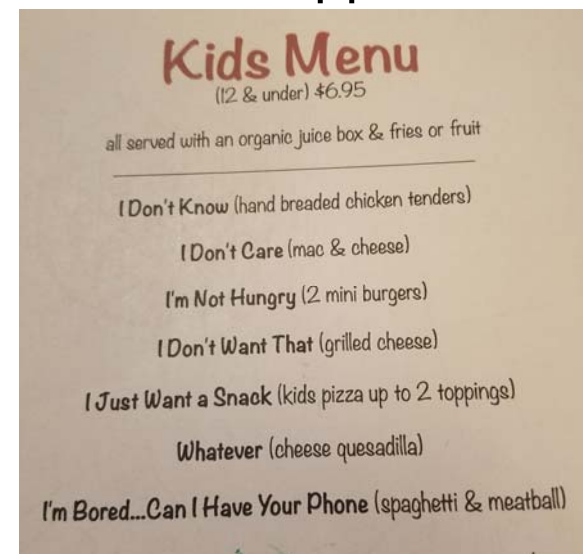 Kids Menu
(12 & under) $6.95
all served with an organic juice box & fries or fruit
I Don't Know (hand breaded chicken tenders)
I Don't Care (mac & cheese)
I'm Not Hungry (2 mini burgers)
I Don't Want That (grilled cheese)
I Just Want a Snack (kids pizza up to 2 toppings)
Whatever (cheese quesadilla)
I'm Bored...Can I Have Your Phone (spaghetti & meatball)